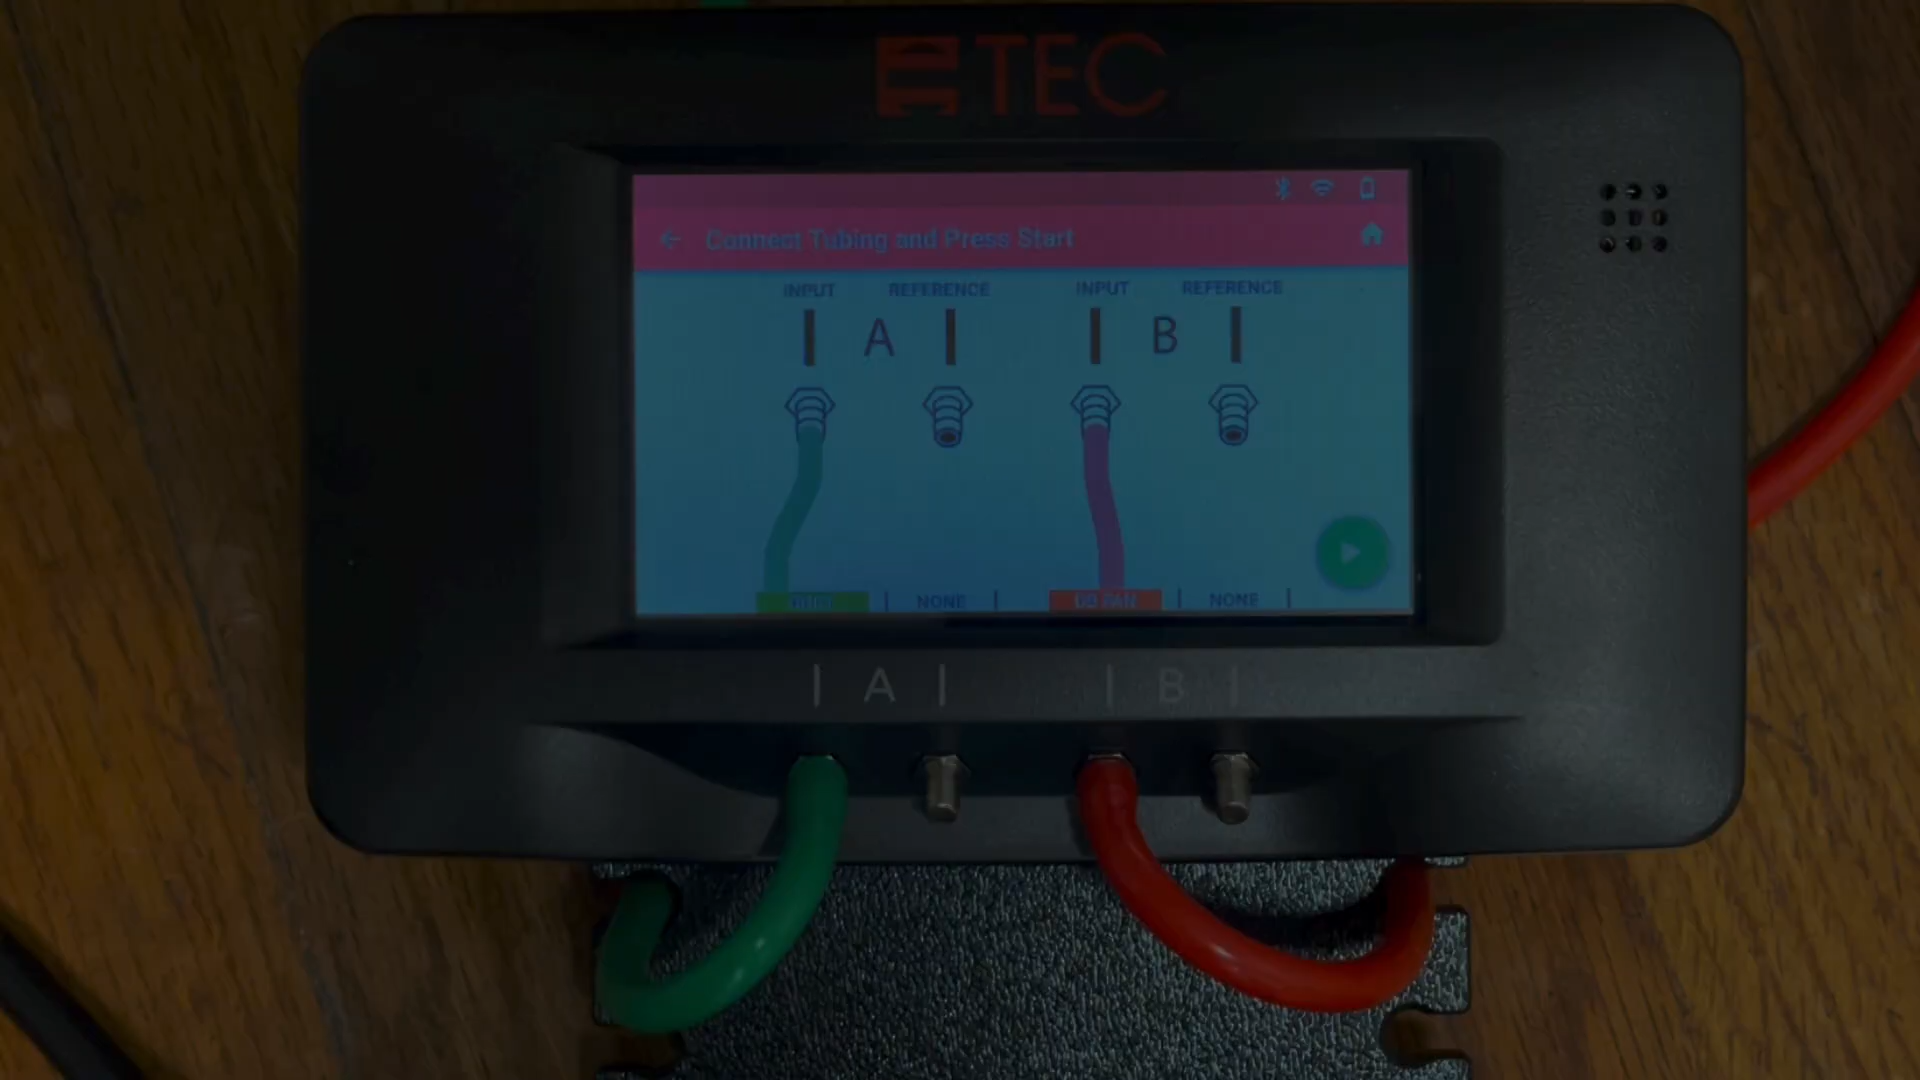 TEC
Connect Tubing and Press Start
INPUT REFERENCE INPUT REFERENCE
A B
NONE NONE
A B